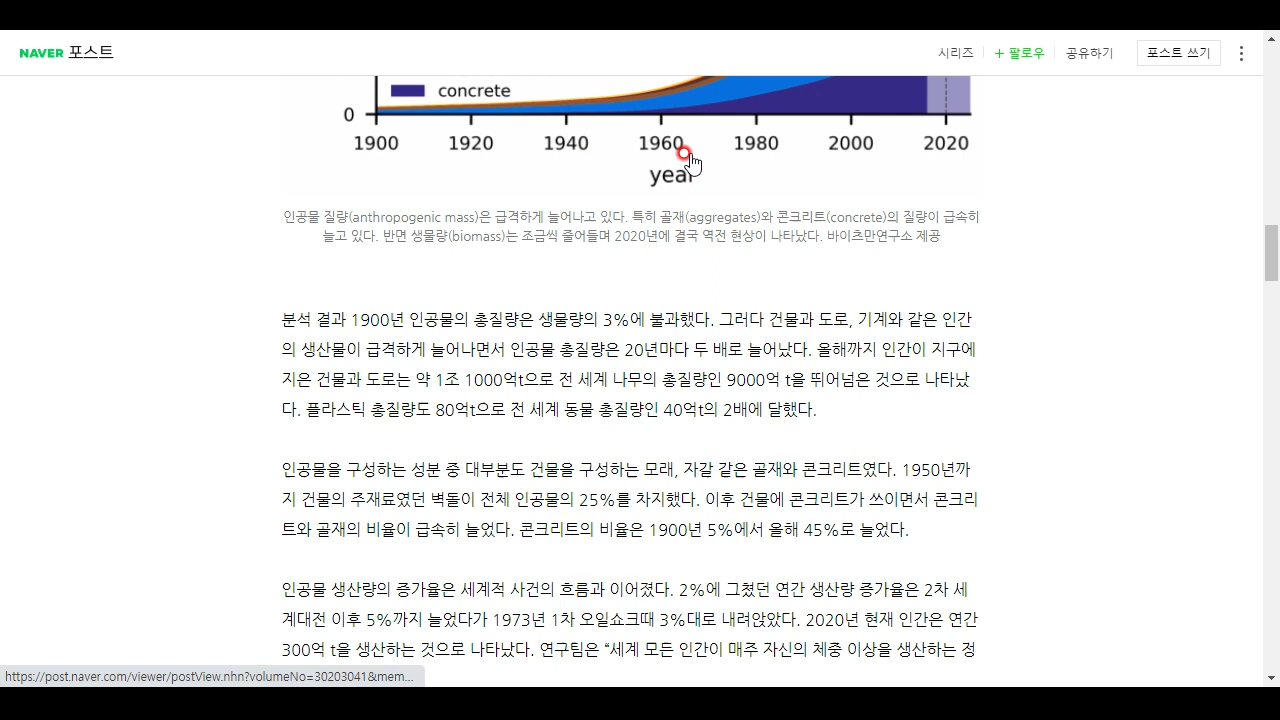 NAVER 포스트
시리즈
+ 팔로우
공유하기
포스트 쓰기
concrete
0
1900 1920 1940 1960 1980 2000 2020
year
인공물 질량(anthropogenic mass)은 급격하게 늘어나고 있다. 특히 골재(aggregates)와 콘크리트(concrete)의 질량이 급속히
늘고 있다. 반면 생물량(biomass)는 조금씩 줄어들며 2020년에 결국 역전 현상이 나타났다. 바이츠만연구소 제공
분석 결과 1900년 인공물의 총질량은 생물량의 3%에 불과했다. 그러다 건물과 도로, 기계와 같은 인간
의 생산물이 급격하게 늘어나면서 인공물 총질량은 20년마다 두 배로 늘어났다. 올해까지 인간이 지구에
지은 건물과 도로는 약 1조 1000억t으로 전 세계 나무의 총질량인 9000억 t을 뛰어넘은 것으로 나타났
다. 플라스틱 총질량도 80억t으로 전 세계 동물 총질량인 40억t의 2배에 달했다.
인공물을 구성하는 성분 중 대부분도 건물을 구성하는 모래, 자갈 같은 골재와 콘크리트였다. 1950년까
지 건물의 주재료였던 벽돌이 전체 인공물의 25%를 차지했다. 이후 건물에 콘크리트가 쓰이면서 콘크리
트와 골재의 비율이 급속히 늘었다. 콘크리트의 비율은 1900년 5%에서 올해 45%로 늘었다.
인공물 생산량의 증가율은 세계적 사건의 흐름과 이어졌다. 2%에 그쳤던 연간 생산량 증가율은 2차 세
계대전 이후 5%까지 늘었다가 1973년 1차 오일쇼크때 3%대로 내려앉았다. 2020년 현재 인간은 연간
300억 t을 생산하는 것으로 나타났다. 연구팀은 “세계 모든 인간이 매주 자신의 체중 이상을 생산하는 정
https://post.naver.com/viewer/postView.nhn?volumeNo=30203041&mem...